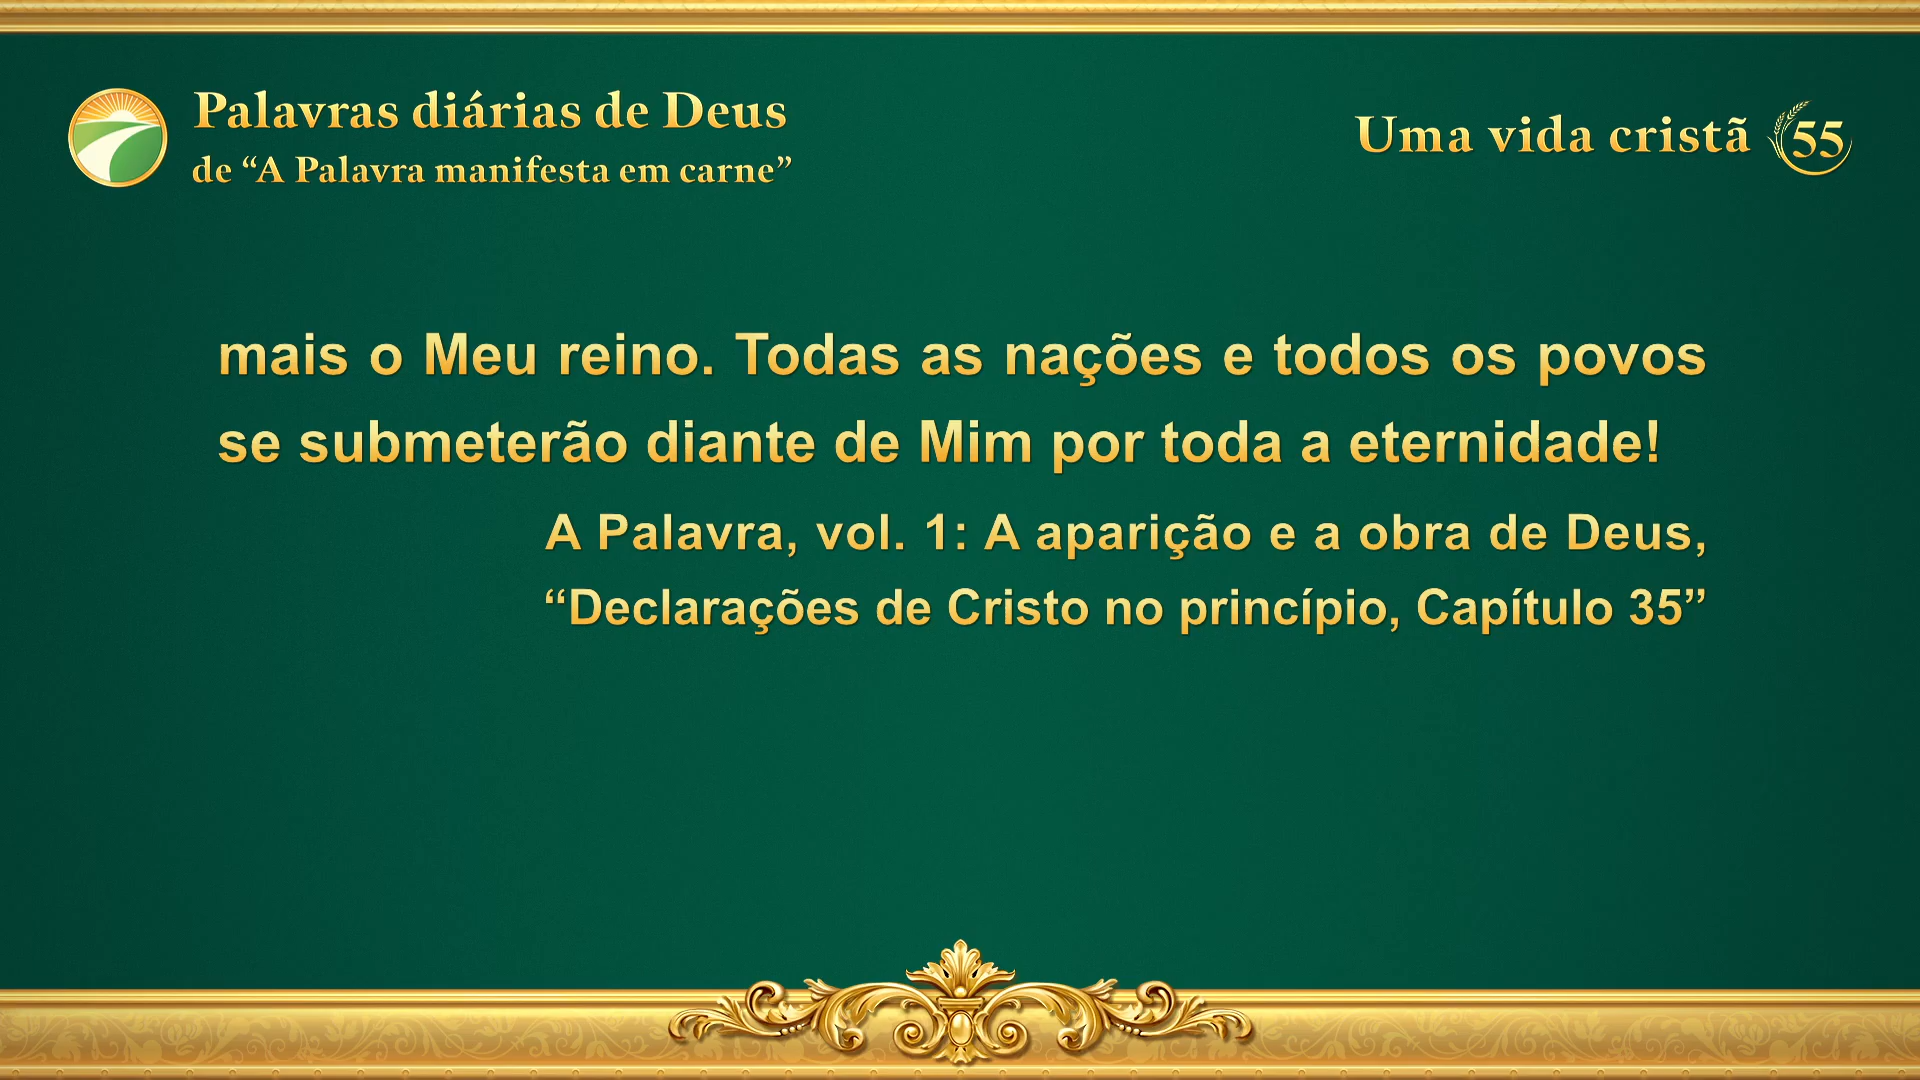 Palavras diárias de Deus
de “A Palavra manifesta em carne”
Uma vida cristã 55
mais o Meu reino. Todas as nações e todos os povos
se submeterão diante de Mim por toda a eternidade!
A Palavra, vol. 1: A aparição e a obra de Deus,
“Declarações de Cristo no princípio, Capítulo 35”